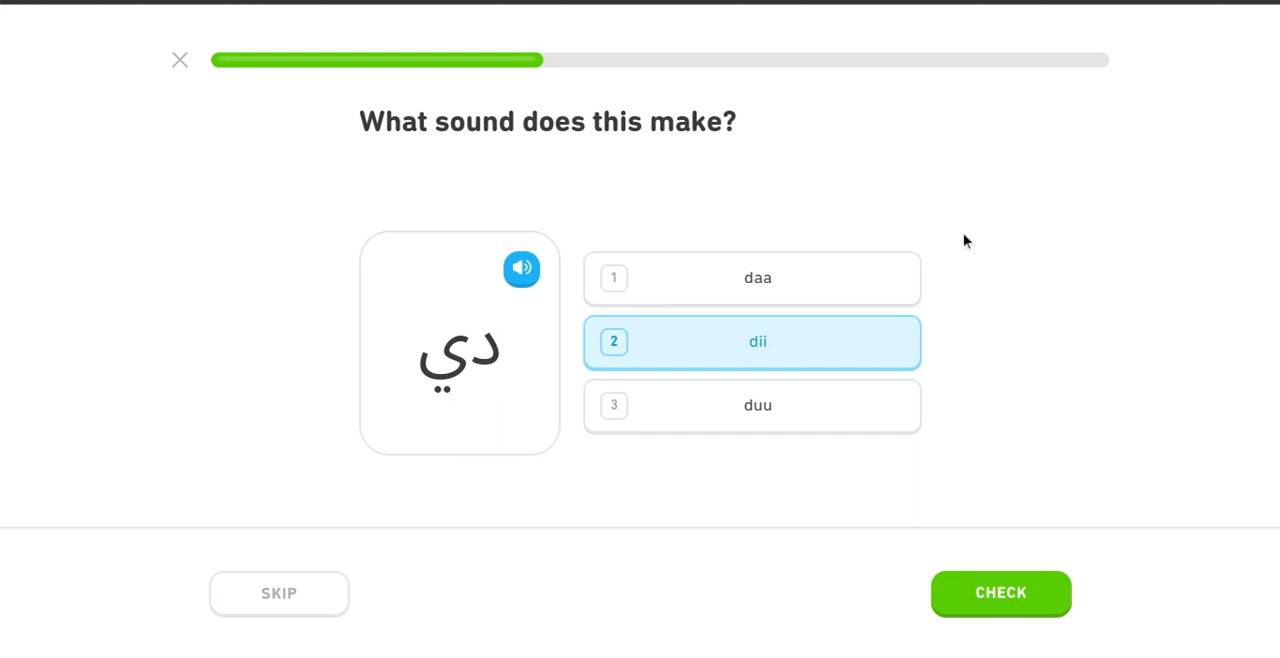 What sound does this make?
دي
1 daa
2 dii
3 duu
SKIP
CHECK